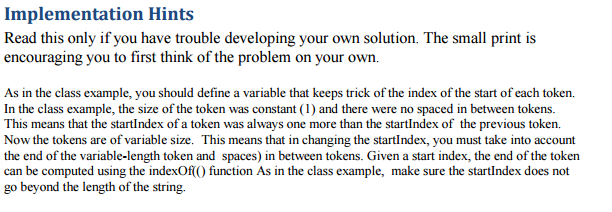 Implementation Hints
Read this only if you have trouble developing your own solution. The small print is
encouraging you to first think of the problem on your own.
As in the class example, you should define a variable that keeps trick of the index of the start of each token.
In the class example, the size of the token was constant (1) and there were no spaced in between tokens.
This means that the startIndex of a token was always one more than the startIndex of the previous token.
Now the tokens are of variable size. This means that in changing the startIndex, you must take into account
the end of the variable-length token and spaces) in between tokens. Given a start index, the end of the token
can be computed using the indexOf(() function As in the class example, make sure the startIndex does not
go beyond the length of the string.